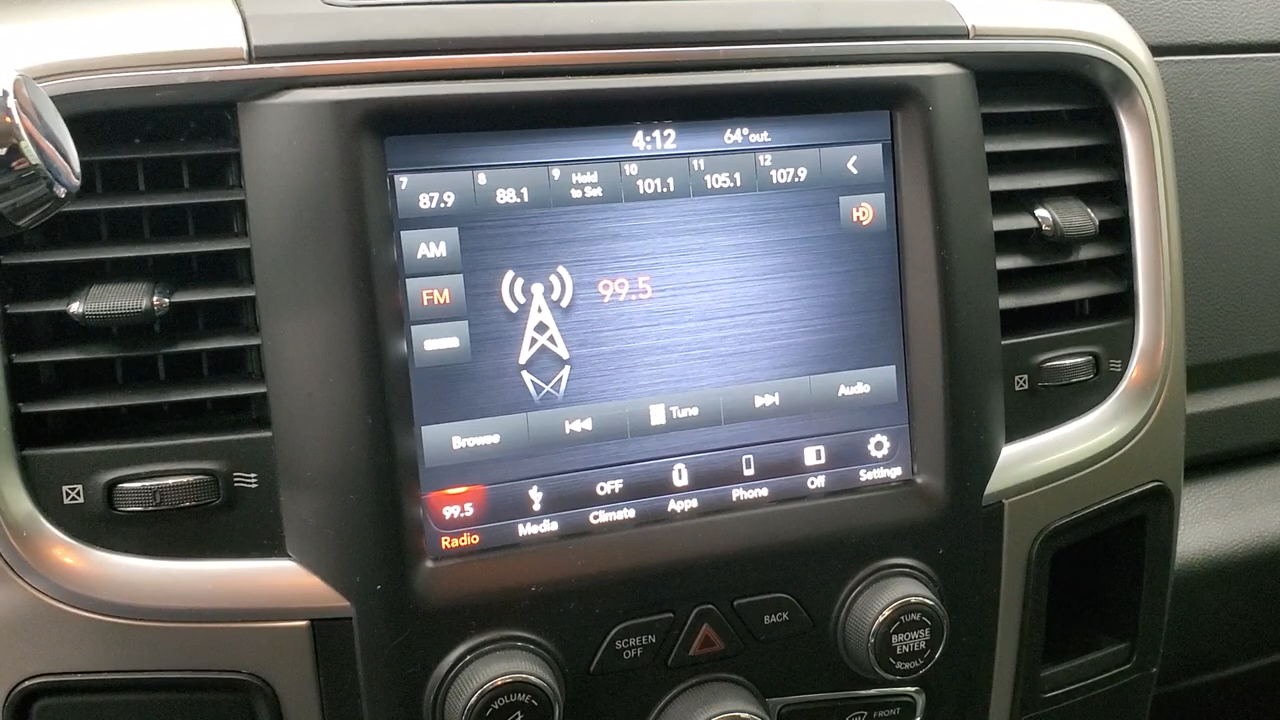 4:12 64° out.
7 87.9
8 88.1
9 Hold to Set
10 101.1
11 105.1
12 107.9
HD
AM
FM
99.5
Browse
Tune
Audio
99.5
Radio
Media
OFF
Climate
Apps
Phone
Off
Settings
SCREEN
OFF
BACK
TUNE
BROWSE
ENTER
SCROLL
VOLUME
FRONT